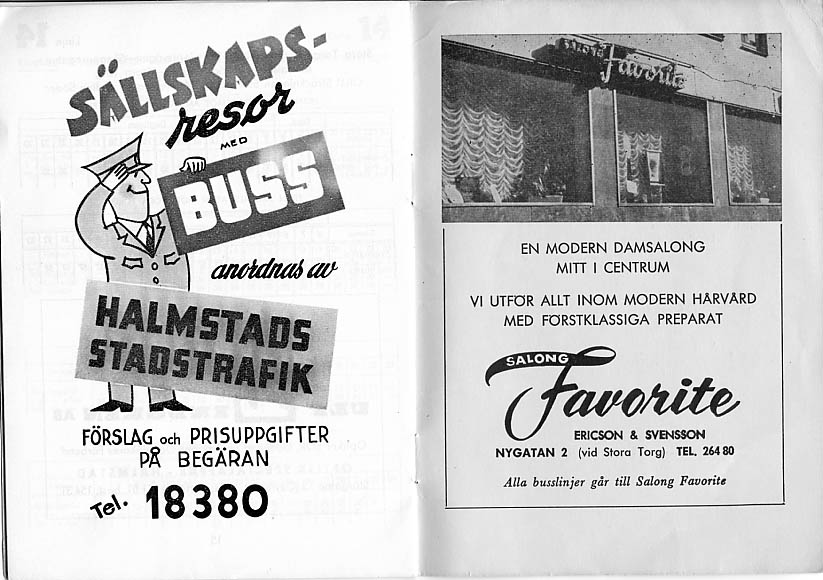 SÄLLSKAPS-
resor
MED
BUSS
anordnas av
HALMSTADS
STADSTRAFIK
FÖRSLAG och PRISUPPGIFTER
PÅ BEGÄRAN
Tel. 18380
Favorite
EN MODERN DAMSALONG
MITT I CENTRUM
VI UTFÖR ALLT INOM MODERN HÅRVÅRD
MED FÖRSTKLASSIGA PREPARAT
SALONG
Favorite
ERICSON & SVENSSON
NYGATAN 2 (vid Stora Torg) TEL. 264 80
Alla busslinjer går till Salong Favorite